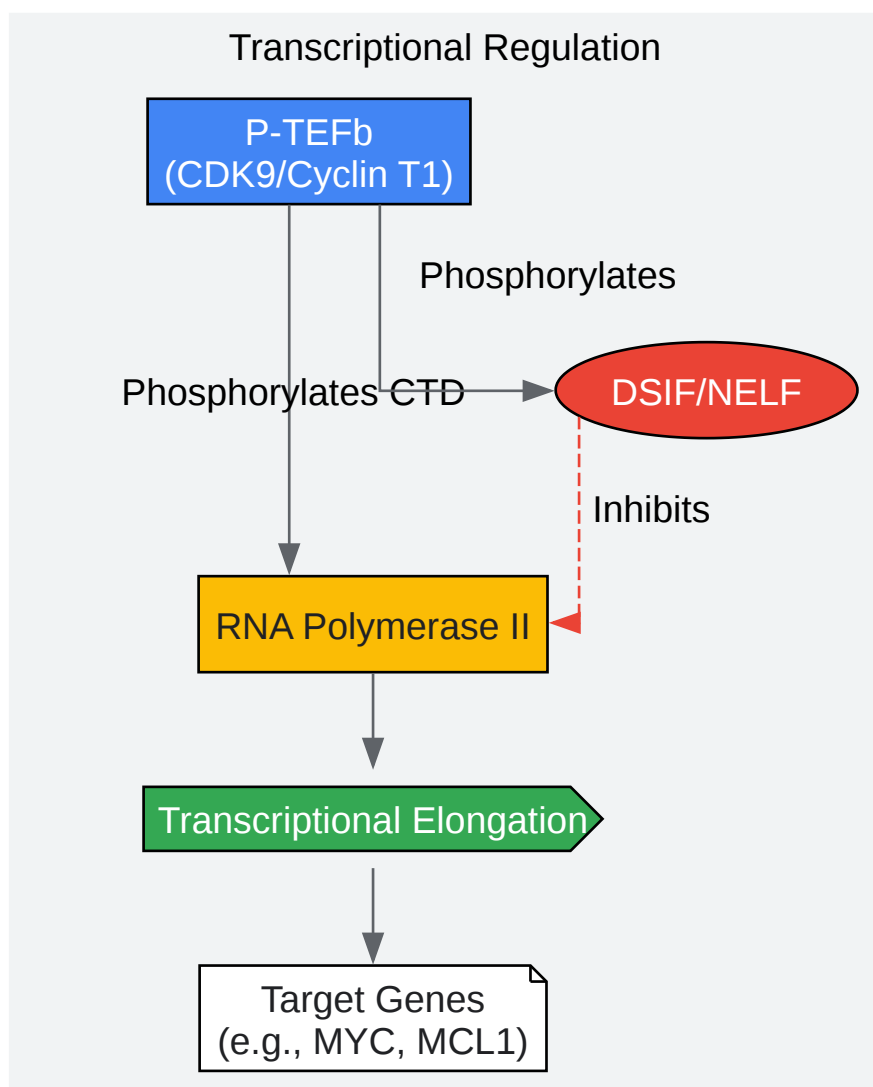 Transcriptional Regulation
P-TEFb
(CDK9/Cyclin T1)
Phosphorylates
Phosphorylates CTD
DSIF/NELF
Inhibits
RNA Polymerase II
Transcriptional Elongation
Target Genes
(e.g., MYC, MCL1)